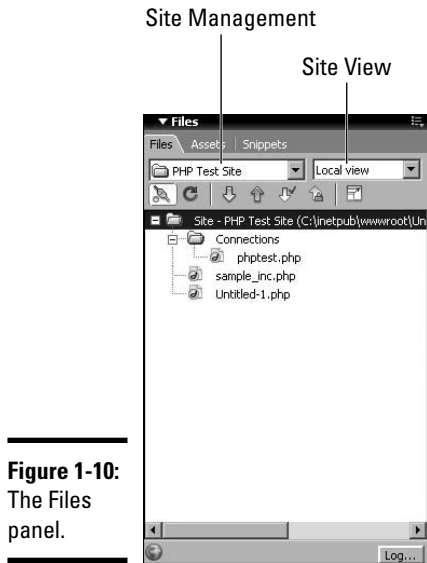 Site Management
Site View
Files
Files Assets Snippets
PHP Test Site Local view
Site - PHP Test Site (C:\inetpub\wwwroot\Un
Connections
phptest.php
sample_inc.php
Untitled-1.php
Log...
Figure 1-10:
The Files
panel.